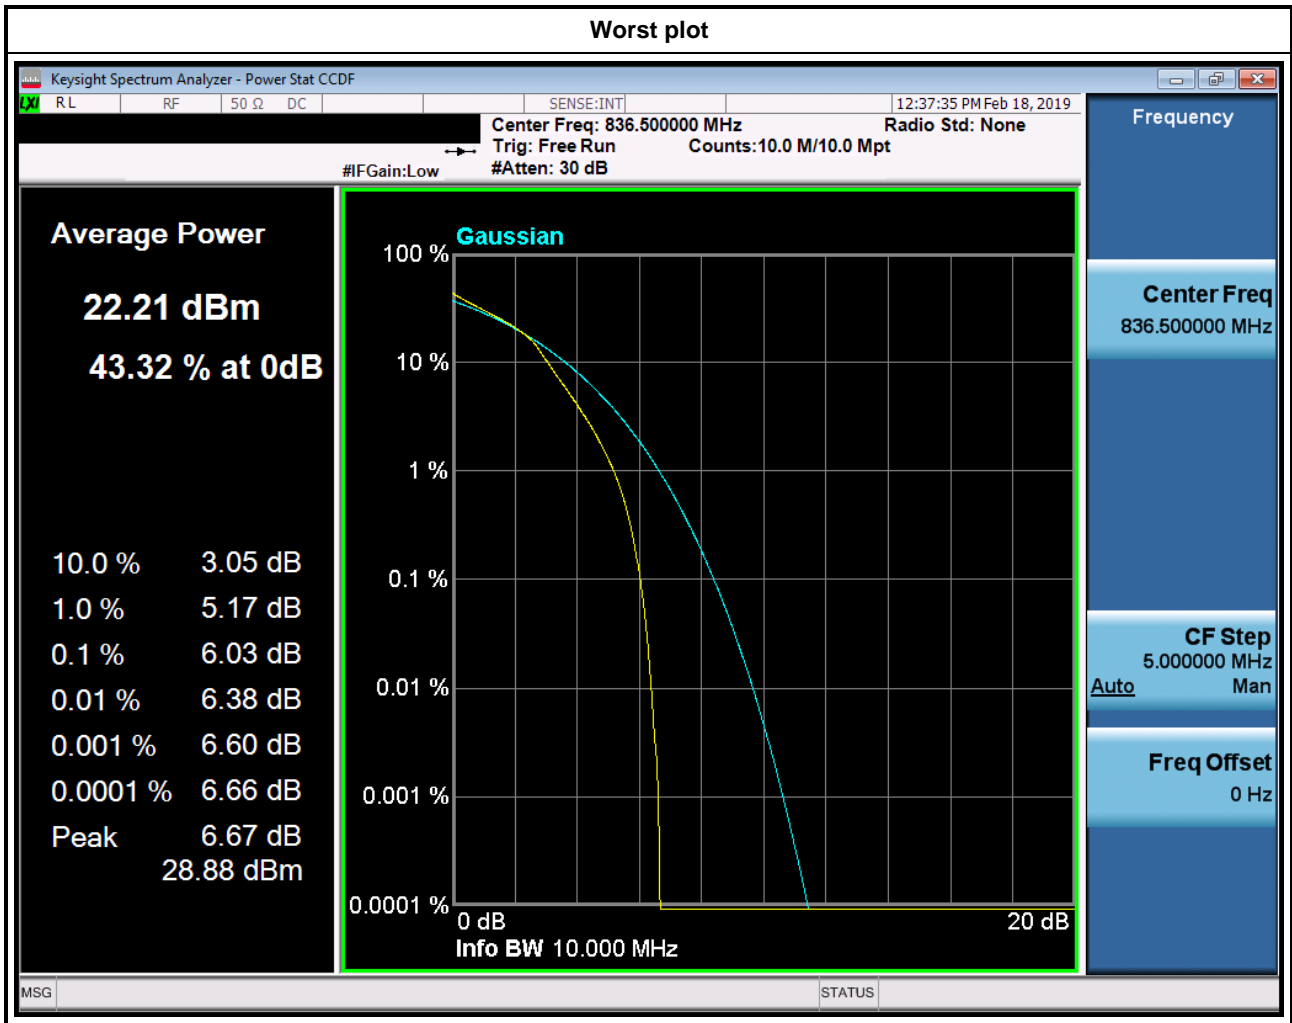 Worst plot
Keysight Spectrum Analyzer - Power Stat CCDF
LXI RL RF 50 Ω DC SENSE:INT 12:37:35 PM Feb 18, 2019
Center Freq: 836.500000 MHz Radio Std: None
Trig: Free Run Counts:10.0 M/10.0 Mpt
#IFGain:Low #Atten: 30 dB
Frequency
Average Power
22.21 dBm
43.32 % at 0dB
10.0 % 3.05 dB
1.0 % 5.17 dB
0.1 % 6.03 dB
0.01 % 6.38 dB
0.001 % 6.60 dB
0.0001 % 6.66 dB
Peak 6.67 dB
28.88 dBm
Gaussian
100 %
10 %
1 %
0.1 %
0.01 %
0.001 %
0.0001 %
0 dB 20 dB
Info BW 10.000 MHz
Center Freq
836.500000 MHz
CF Step
5.000000 MHz
Auto Man
Freq Offset
0 Hz
MSG STATUS